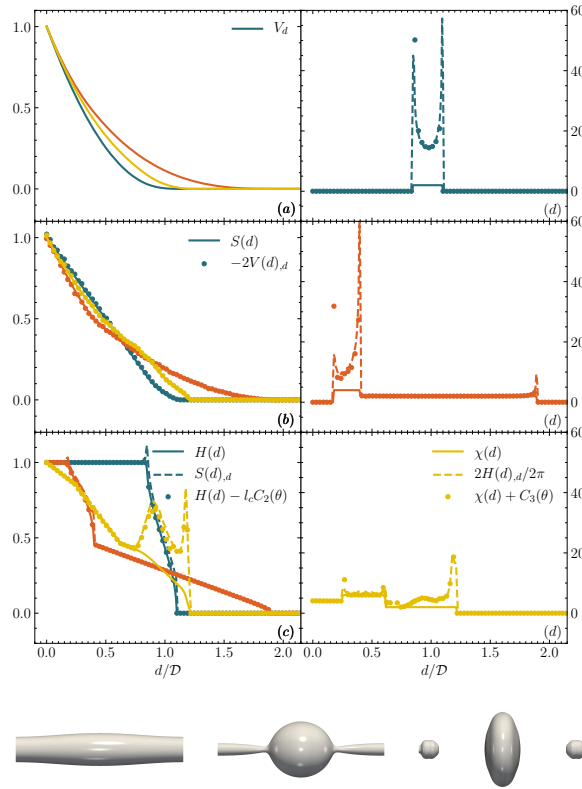 1.0
0.5
0.0
V_d
(a)
60
40
20
0
(d)
1.0
0.5
0.0
S(d)
−2V(d)_{,d}
(b)
60
40
20
0
(d)
1.0
0.5
0.0
H(d)
S(d)_{,d}
H(d) − l_cC_2(θ)
(c)
60
40
20
0
χ(d)
2H(d)_{,d}/2π
χ(d) + C_3(θ)
(d)
0.0 0.5 1.0 1.5 2.0
0.0 0.5 1.0 1.5 2.0
d/𝒟
d/𝒟